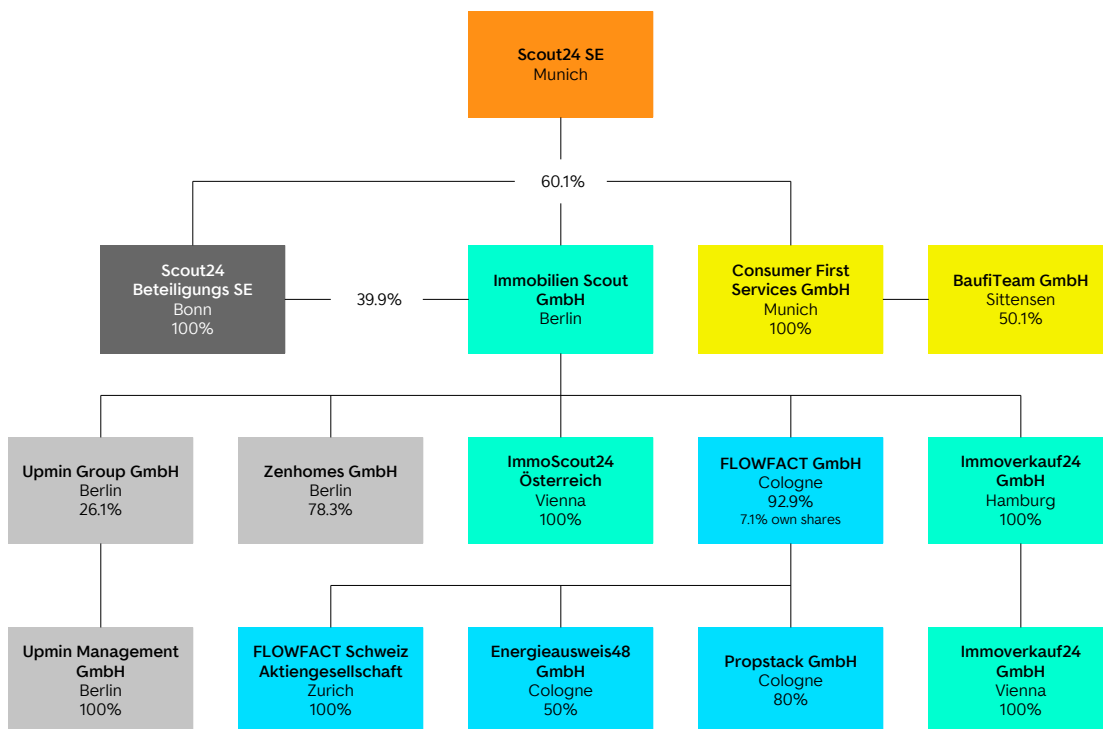 Scout24 SE
Munich
60.1%
Scout24
Beteiligungs SE
Bonn
100%
39.9%
Immobilien Scout
GmbH
Berlin
Consumer First
Services GmbH
Munich
100%
BaufiTeam GmbH
Sittensen
50.1%
Upmin Group GmbH
Berlin
26.1%
Zenhomes GmbH
Berlin
78.3%
ImmoScout24
Österreich
Vienna
100%
FLOWFACT GmbH
Cologne
92.9%
7.1% own shares
Immoverkauf24
GmbH
Hamburg
100%
Upmin Management
GmbH
Berlin
100%
FLOWFACT Schweiz
Aktiengesellschaft
Zurich
100%
Energieausweis48
GmbH
Cologne
50%
Propstack GmbH
Cologne
80%
Immoverkauf24
GmbH
Vienna
100%